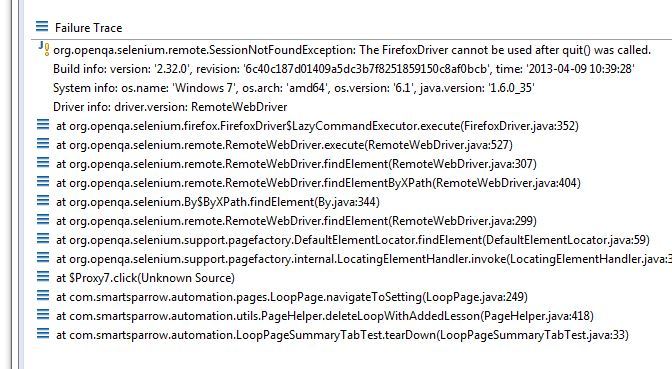 Failure Trace
org.openqa.selenium.remote.SessionNotFoundException: The FirefoxDriver cannot be used after quit() was called.
Build info: version: '2.32.0', revision: '6c40c187d01409a5dc3b7f8251859150c8af0bcb', time: '2013-04-09 10:39:28'
System info: os.name: 'Windows 7', os.arch: 'amd64', os.version: '6.1', java.version: '1.6.0_35'
Driver info: driver.version: RemoteWebDriver
at org.openqa.selenium.firefox.FirefoxDriver$LazyCommandExecutor.execute(FirefoxDriver.java:352)
at org.openqa.selenium.remote.RemoteWebDriver.execute(RemoteWebDriver.java:527)
at org.openqa.selenium.remote.RemoteWebDriver.findElement(RemoteWebDriver.java:307)
at org.openqa.selenium.remote.RemoteWebDriver.findElementByXPath(RemoteWebDriver.java:404)
at org.openqa.selenium.By$ByXPath.findElement(By.java:344)
at org.openqa.selenium.remote.RemoteWebDriver.findElement(RemoteWebDriver.java:299)
at org.openqa.selenium.support.pagefactory.DefaultElementLocator.findElement(DefaultElementLocator.java:59)
at org.openqa.selenium.support.pagefactory.internal.LocatingElementHandler.invoke(LocatingElementHandler.java:3
at $Proxy7.click(Unknown Source)
at com.smartsparrow.automation.pages.LoopPage.navigateToSetting(LoopPage.java:249)
at com.smartsparrow.automation.utils.PageHelper.deleteLoopWithAddedLesson(PageHelper.java:418)
at com.smartsparrow.automation.LoopPageSummaryTabTest.tearDown(LoopPageSummaryTabTest.java:33)